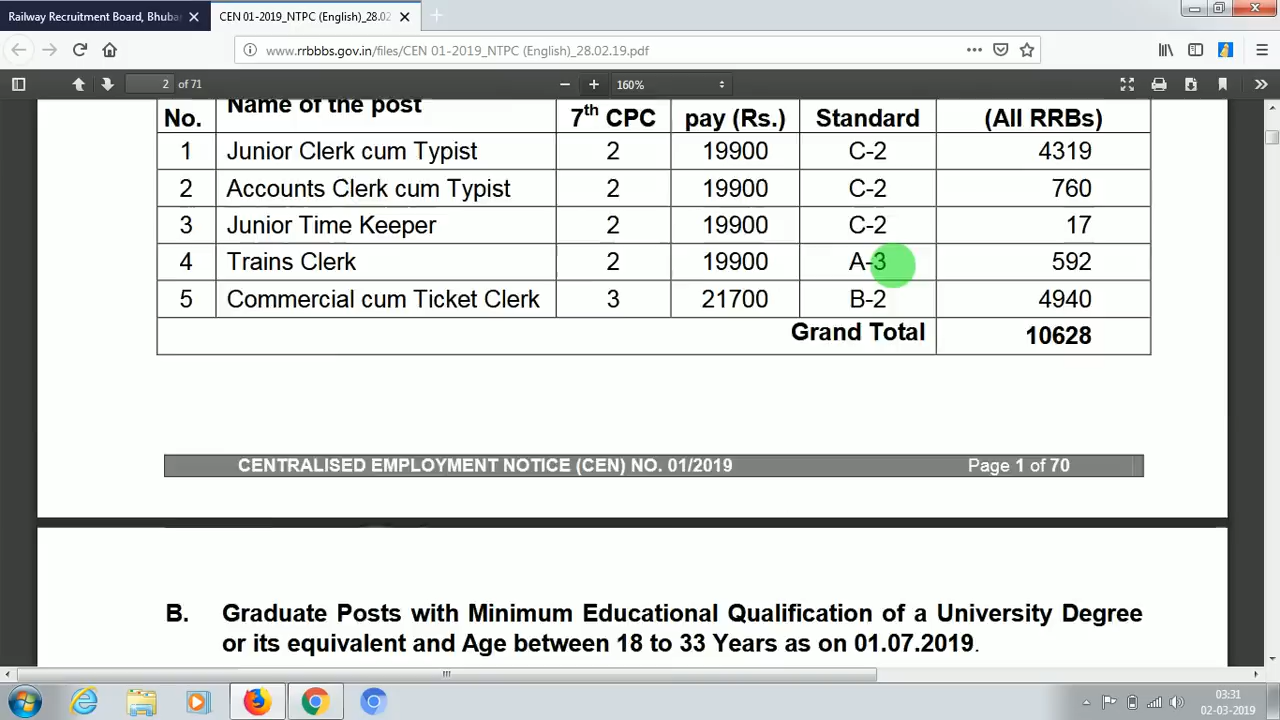 Railway Recruitment Board, Bhuba
CEN 01-2019_NTPC (English)_28.02
www.rrbbbs.gov.in/files/CEN 01-2019_NTPC (English)_28.02.19.pdf
2 of 71
160%
No. Name of the post 7th CPC pay (Rs.) Standard (All RRBs)
1 Junior Clerk cum Typist 2 19900 C-2 4319
2 Accounts Clerk cum Typist 2 19900 C-2 760
3 Junior Time Keeper 2 19900 C-2 17
4 Trains Clerk 2 19900 A-3 592
5 Commercial cum Ticket Clerk 3 21700 B-2 4940
Grand Total 10628
CENTRALISED EMPLOYMENT NOTICE (CEN) NO. 01/2019 Page 1 of 70
B. Graduate Posts with Minimum Educational Qualification of a University Degree
or its equivalent and Age between 18 to 33 Years as on 01.07.2019.
03:31
02-03-2019